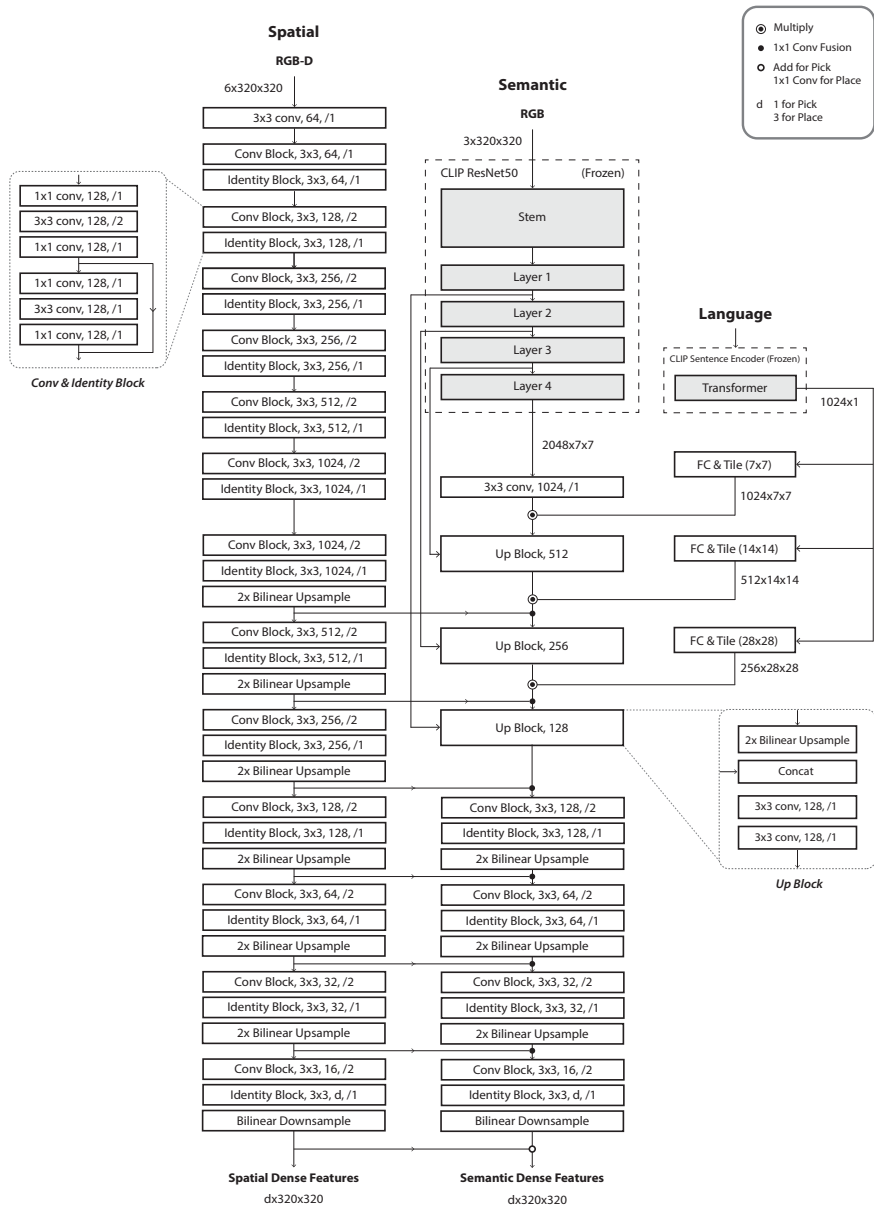 Multiply
1x1 Conv Fusion
Add for Pick
1x1 Conv for Place
d 1 for Pick
3 for Place
Spatial
RGB-D
6x320x320
3x3 conv, 64, /1
Conv Block, 3x3, 64, /1
Identity Block, 3x3, 64, /1
Conv Block, 3x3, 128, /2
Identity Block, 3x3, 128, /1
Conv Block, 3x3, 256, /2
Identity Block, 3x3, 256, /1
Conv Block, 3x3, 256, /2
Identity Block, 3x3, 256, /1
Conv Block, 3x3, 512, /2
Identity Block, 3x3, 512, /1
Conv Block, 3x3, 1024, /2
Identity Block, 3x3, 1024, /1
Conv Block, 3x3, 1024, /2
Identity Block, 3x3, 1024, /1
2x Bilinear Upsample
Conv Block, 3x3, 512, /2
Identity Block, 3x3, 512, /1
2x Bilinear Upsample
Conv Block, 3x3, 256, /2
Identity Block, 3x3, 256, /1
2x Bilinear Upsample
Conv Block, 3x3, 128, /2
Identity Block, 3x3, 128, /1
2x Bilinear Upsample
Conv Block, 3x3, 64, /2
Identity Block, 3x3, 64, /1
2x Bilinear Upsample
Conv Block, 3x3, 32, /2
Identity Block, 3x3, 32, /1
2x Bilinear Upsample
Conv Block, 3x3, 16, /2
Identity Block, 3x3, d, /1
Bilinear Downsample
Spatial Dense Features
dx320x320
1x1 conv, 128, /1
3x3 conv, 128, /2
1x1 conv, 128, /1
1x1 conv, 128, /1
3x3 conv, 128, /1
1x1 conv, 128, /1
Conv & Identity Block
Semantic
RGB
3x320x320
CLIP ResNet50 (Frozen)
Stem
Layer 1
Layer 2
Layer 3
Layer 4
2048x7x7
3x3 conv, 1024, /1
Up Block, 512
Up Block, 256
Up Block, 128
Conv Block, 3x3, 128, /2
Identity Block, 3x3, 128, /1
2x Bilinear Upsample
Conv Block, 3x3, 64, /2
Identity Block, 3x3, 64, /1
2x Bilinear Upsample
Conv Block, 3x3, 32, /2
Identity Block, 3x3, 32, /1
2x Bilinear Upsample
Conv Block, 3x3, 16, /2
Identity Block, 3x3, d, /1
Bilinear Downsample
Semantic Dense Features
dx320x320
Language
CLIP Sentence Encoder (Frozen)
Transformer
1024x1
FC & Tile (7x7)
1024x7x7
FC & Tile (14x14)
512x14x14
FC & Tile (28x28)
256x28x28
2x Bilinear Upsample
Concat
3x3 conv, 128, /1
3x3 conv, 128, /1
Up Block